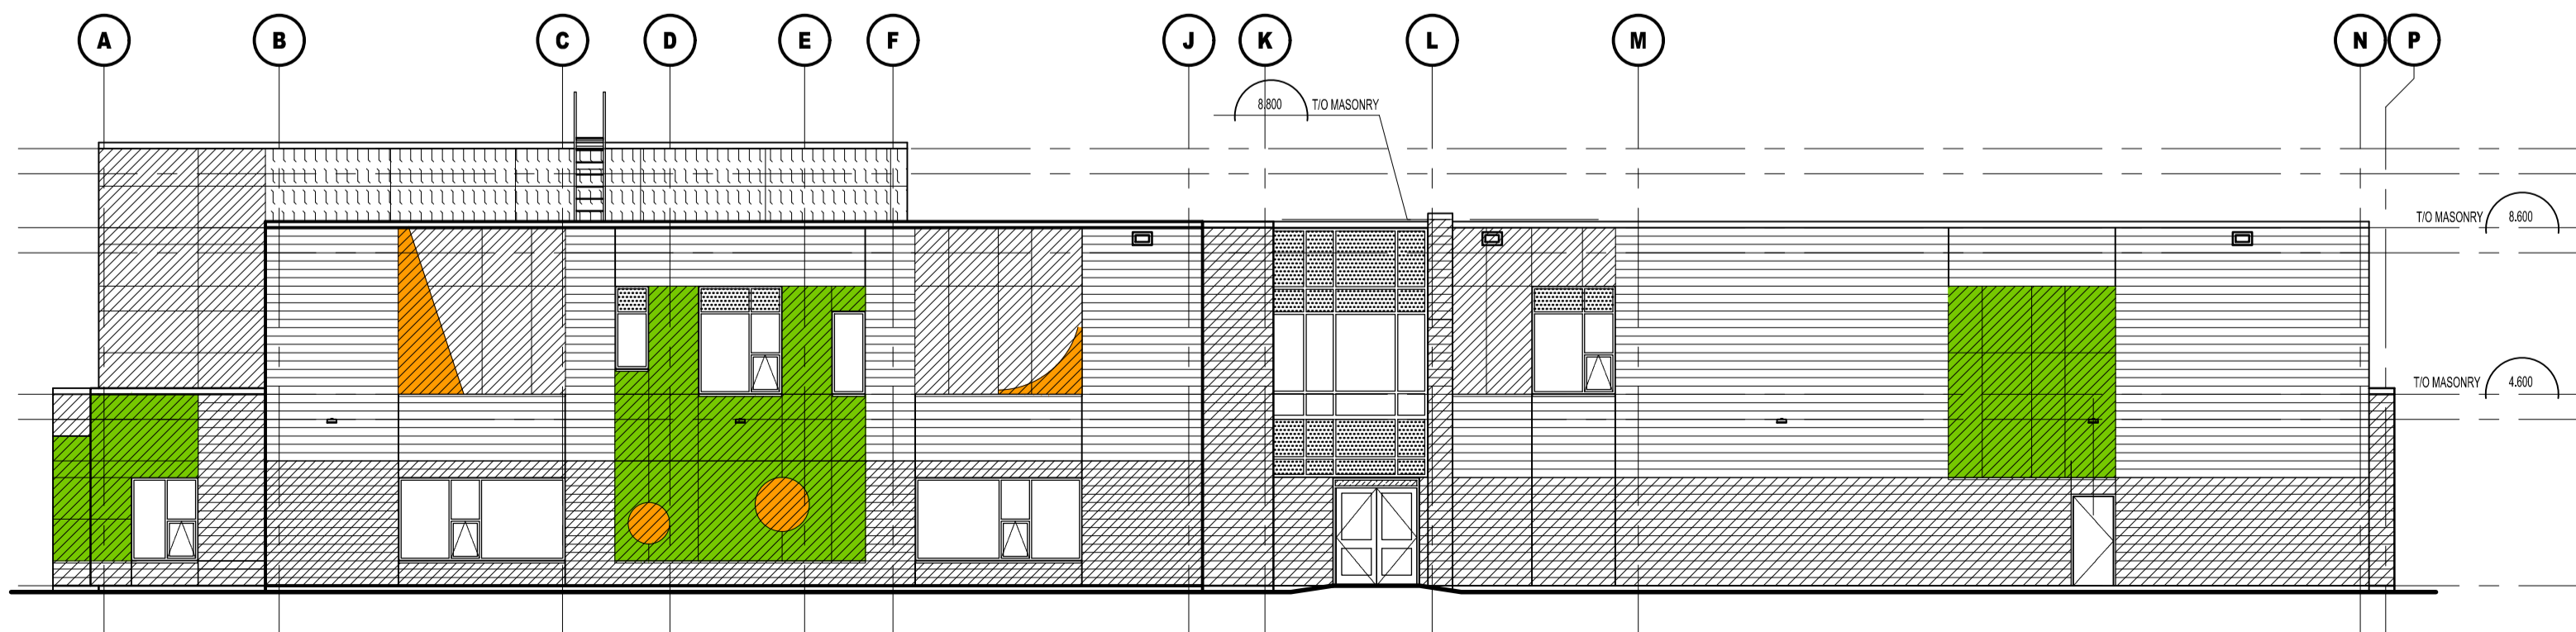 A B C D E F J K L M N P
8.800 T/O MASONRY
T/O MASONRY 8.600
T/O MASONRY 4.600